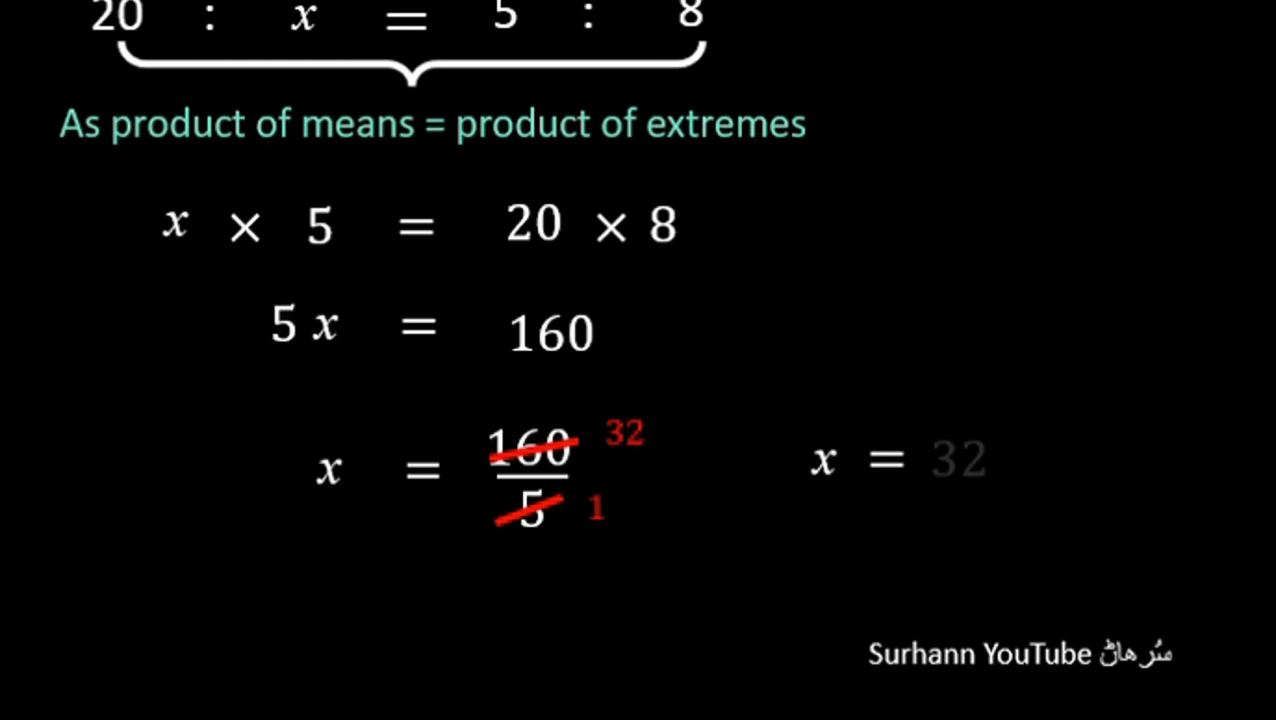 20 : x = 5 : 8
As product of means = product of extremes
x × 5 = 20 × 8
5 x = 160
x = 160/5 32 1 x = 32
Surhann YouTube سُرهاڻ